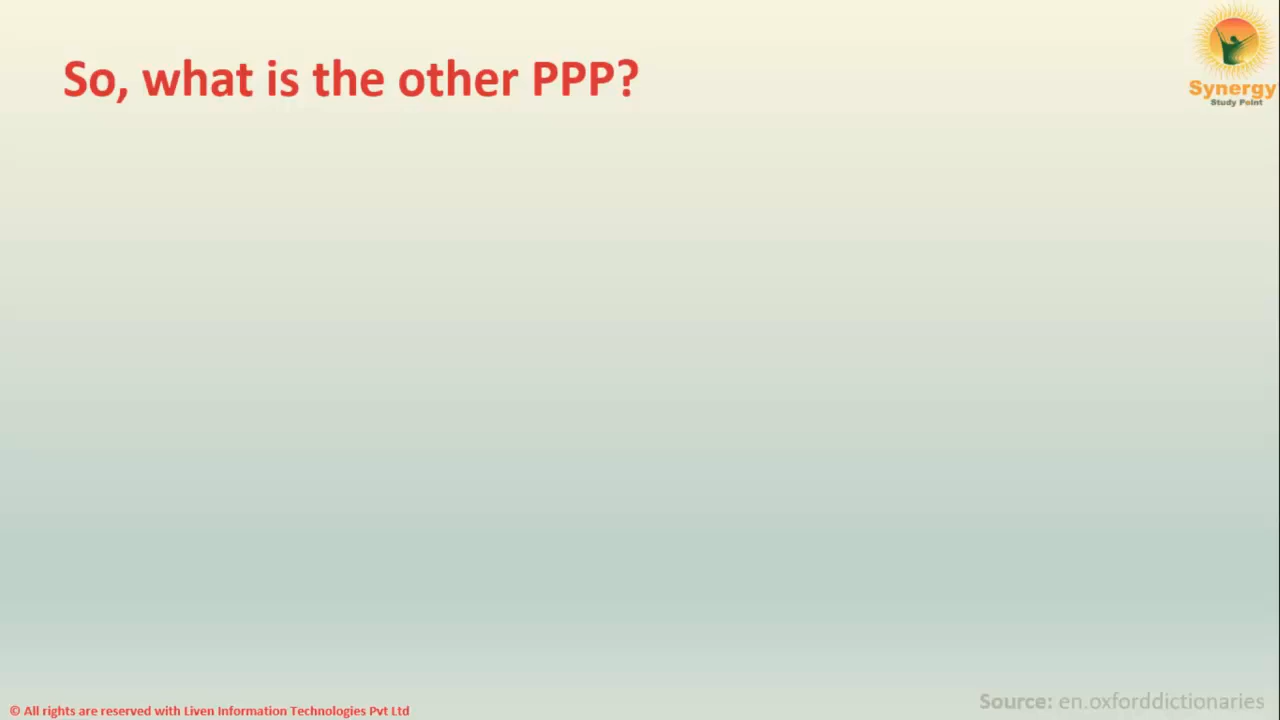 So, what is the other PPP?
Synergy
Study Point
© All rights are reserved with Liven Information Technologies Pvt Ltd
Source: en.oxforddictionaries